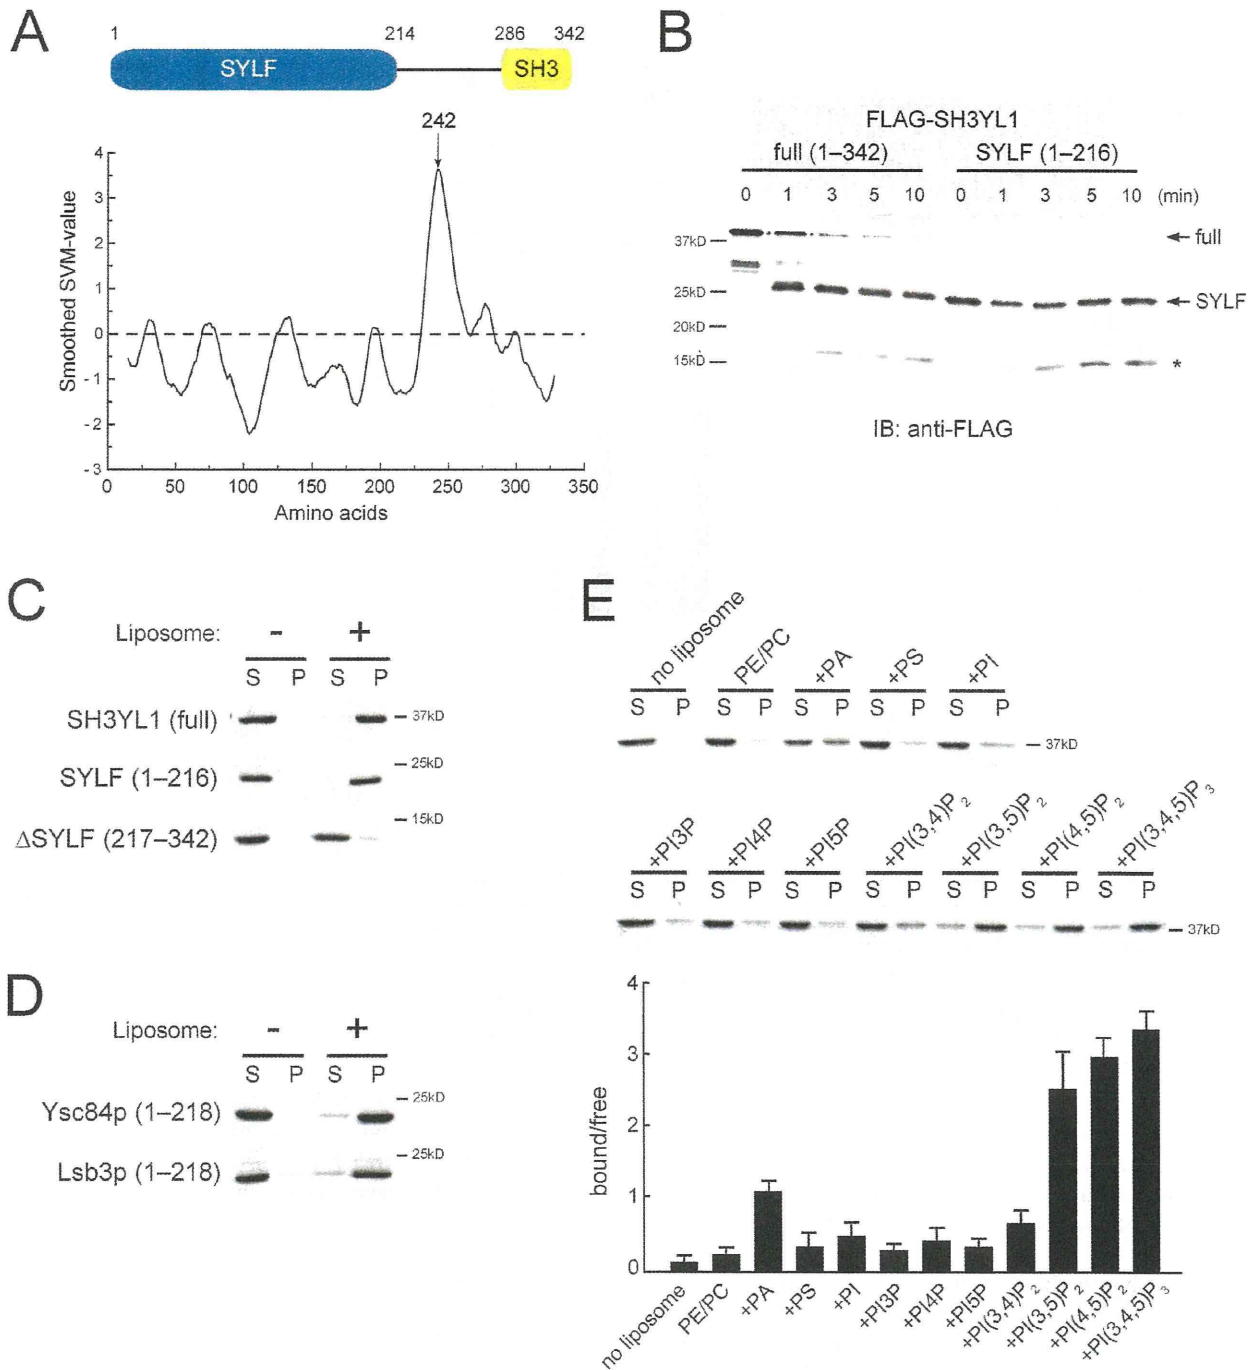 A
1 214 286 342
SYLF SH3
242
4
3
2
1
0
-1
-2
-3
Smoothed SVM-value
0 50 100 150 200 250 300 350
Amino acids
B
FLAG-SH3YL1
full (1–342) SYLF (1–216)
0 1 3 5 10 0 1 3 5 10 (min)
37kD
full
25kD
SYLF
20kD
15kD
*
IB: anti-FLAG
C
Liposome: - +
S P S P
SH3YL1 (full) 37kD
25kD
SYLF (1–216)
15kD
ΔSYLF (217–342)
D
Liposome: - +
S P S P
25kD
Ysc84p (1–218)
25kD
Lsb3p (1–218)
E
no liposome PE/PC +PA +PS +PI
S P S P S P S P S P
37kD
+PI3P +PI4P +PI5P +PI(3,4)P2 +PI(3,5)P2 +PI(4,5)P2 +PI(3,4,5)P3
S P S P S P S P S P S P S P
37kD
4
3
2
1
0
bound/free
no liposome PE/PC +PA +PS +PI +PI3P +PI4P +PI5P +PI(3,4)P2 +PI(3,5)P2 +PI(4,5)P2 +PI(3,4,5)P3